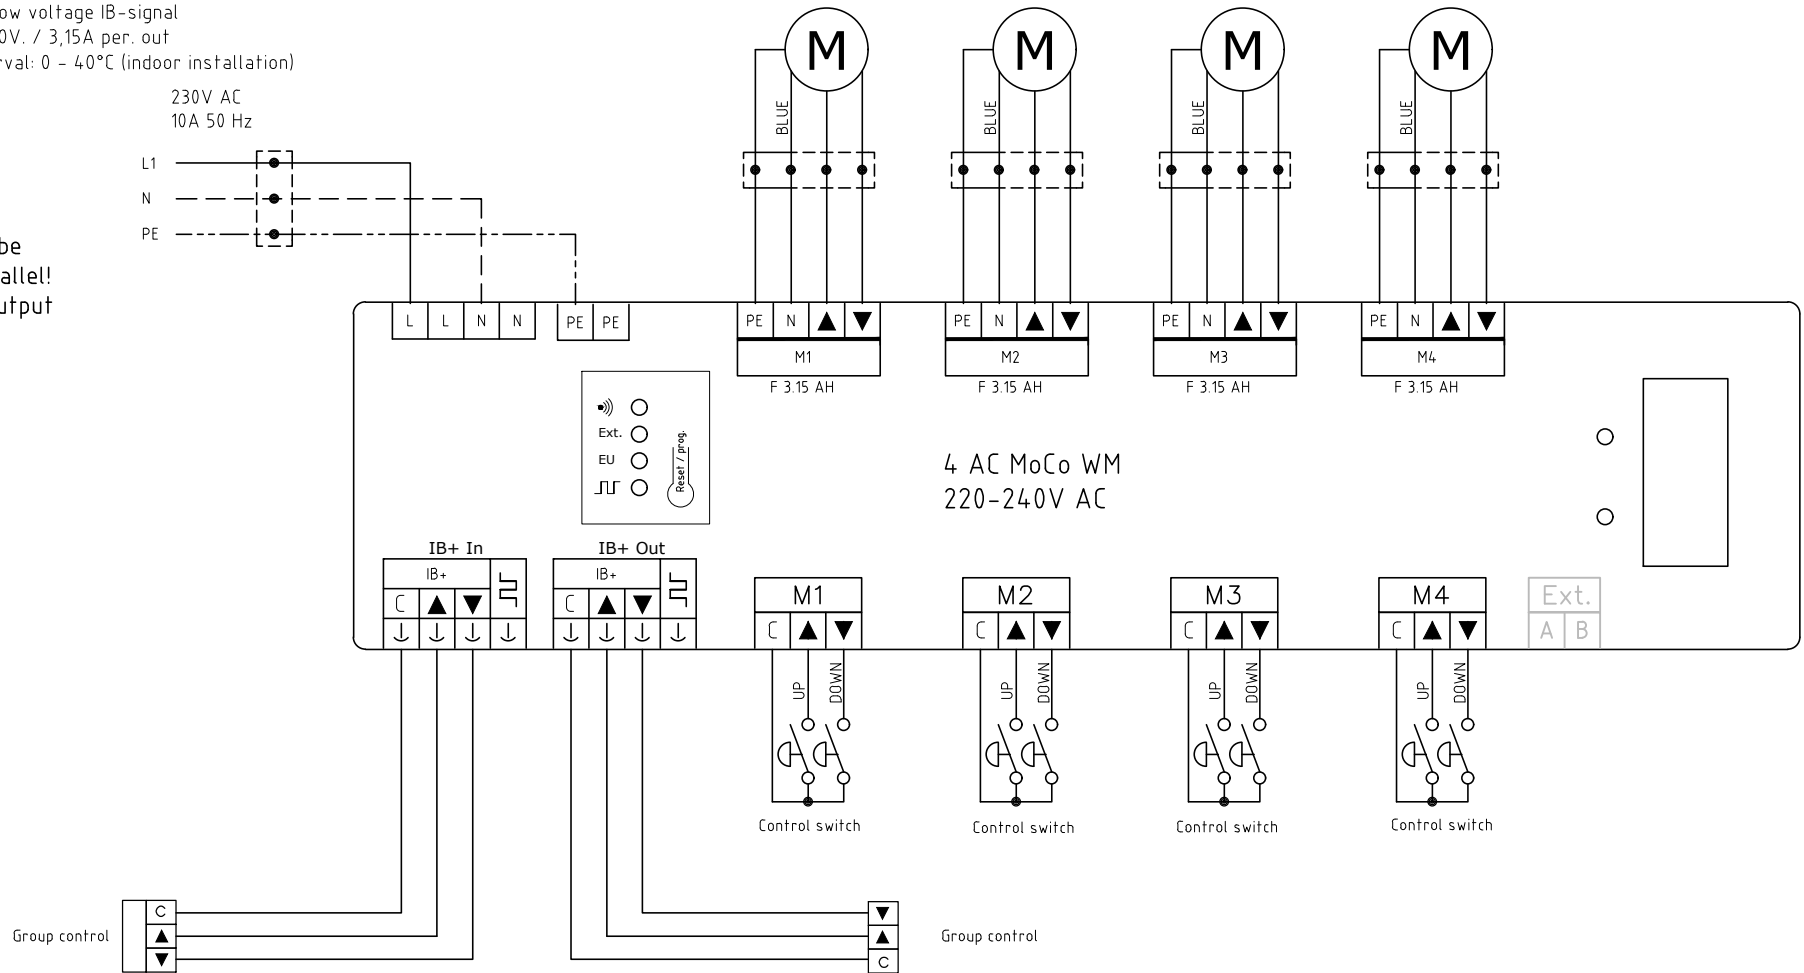 ow voltage IB-signal
0V. / 3,15A per. out
rval: 0 - 40°C (indoor installation)
230V AC
10A 50 Hz
L1
N
PE
be
allel!
utput
M M M M
BLUE BLUE BLUE BLUE
L L N N PE PE
PE N ▲ ▼ PE N ▲ ▼ PE N ▲ ▼ PE N ▲ ▼
M1 M2 M3 M4
F 3.15 AH F 3.15 AH F 3.15 AH F 3.15 AH
Ext.
EU
Reset / prog.
4 AC MoCo WM
220-240V AC
IB+ In IB+ Out
IB+ IB+
C ▲ ▼ C ▲ ▼
M1 M2 M3 M4 Ext.
C ▲ ▼ C ▲ ▼ C ▲ ▼ C ▲ ▼ A B
UP DOWN UP DOWN UP DOWN UP DOWN
Control switch Control switch Control switch Control switch
Group control
C
▲
▼
▼
▲
C
Group control